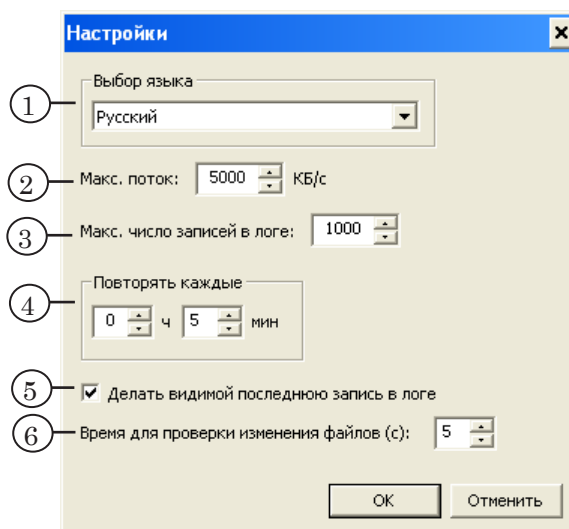 Настройки
Выбор языка
1
Русский
2 Макс. поток: 5000 КБ/с
3 Макс. число записей в логе: 1000
Повторять каждые
4
0 ч 5 мин
5 Делать видимой последнюю запись в логе
6 Время для проверки изменения файлов (с): 5
OK Отменить